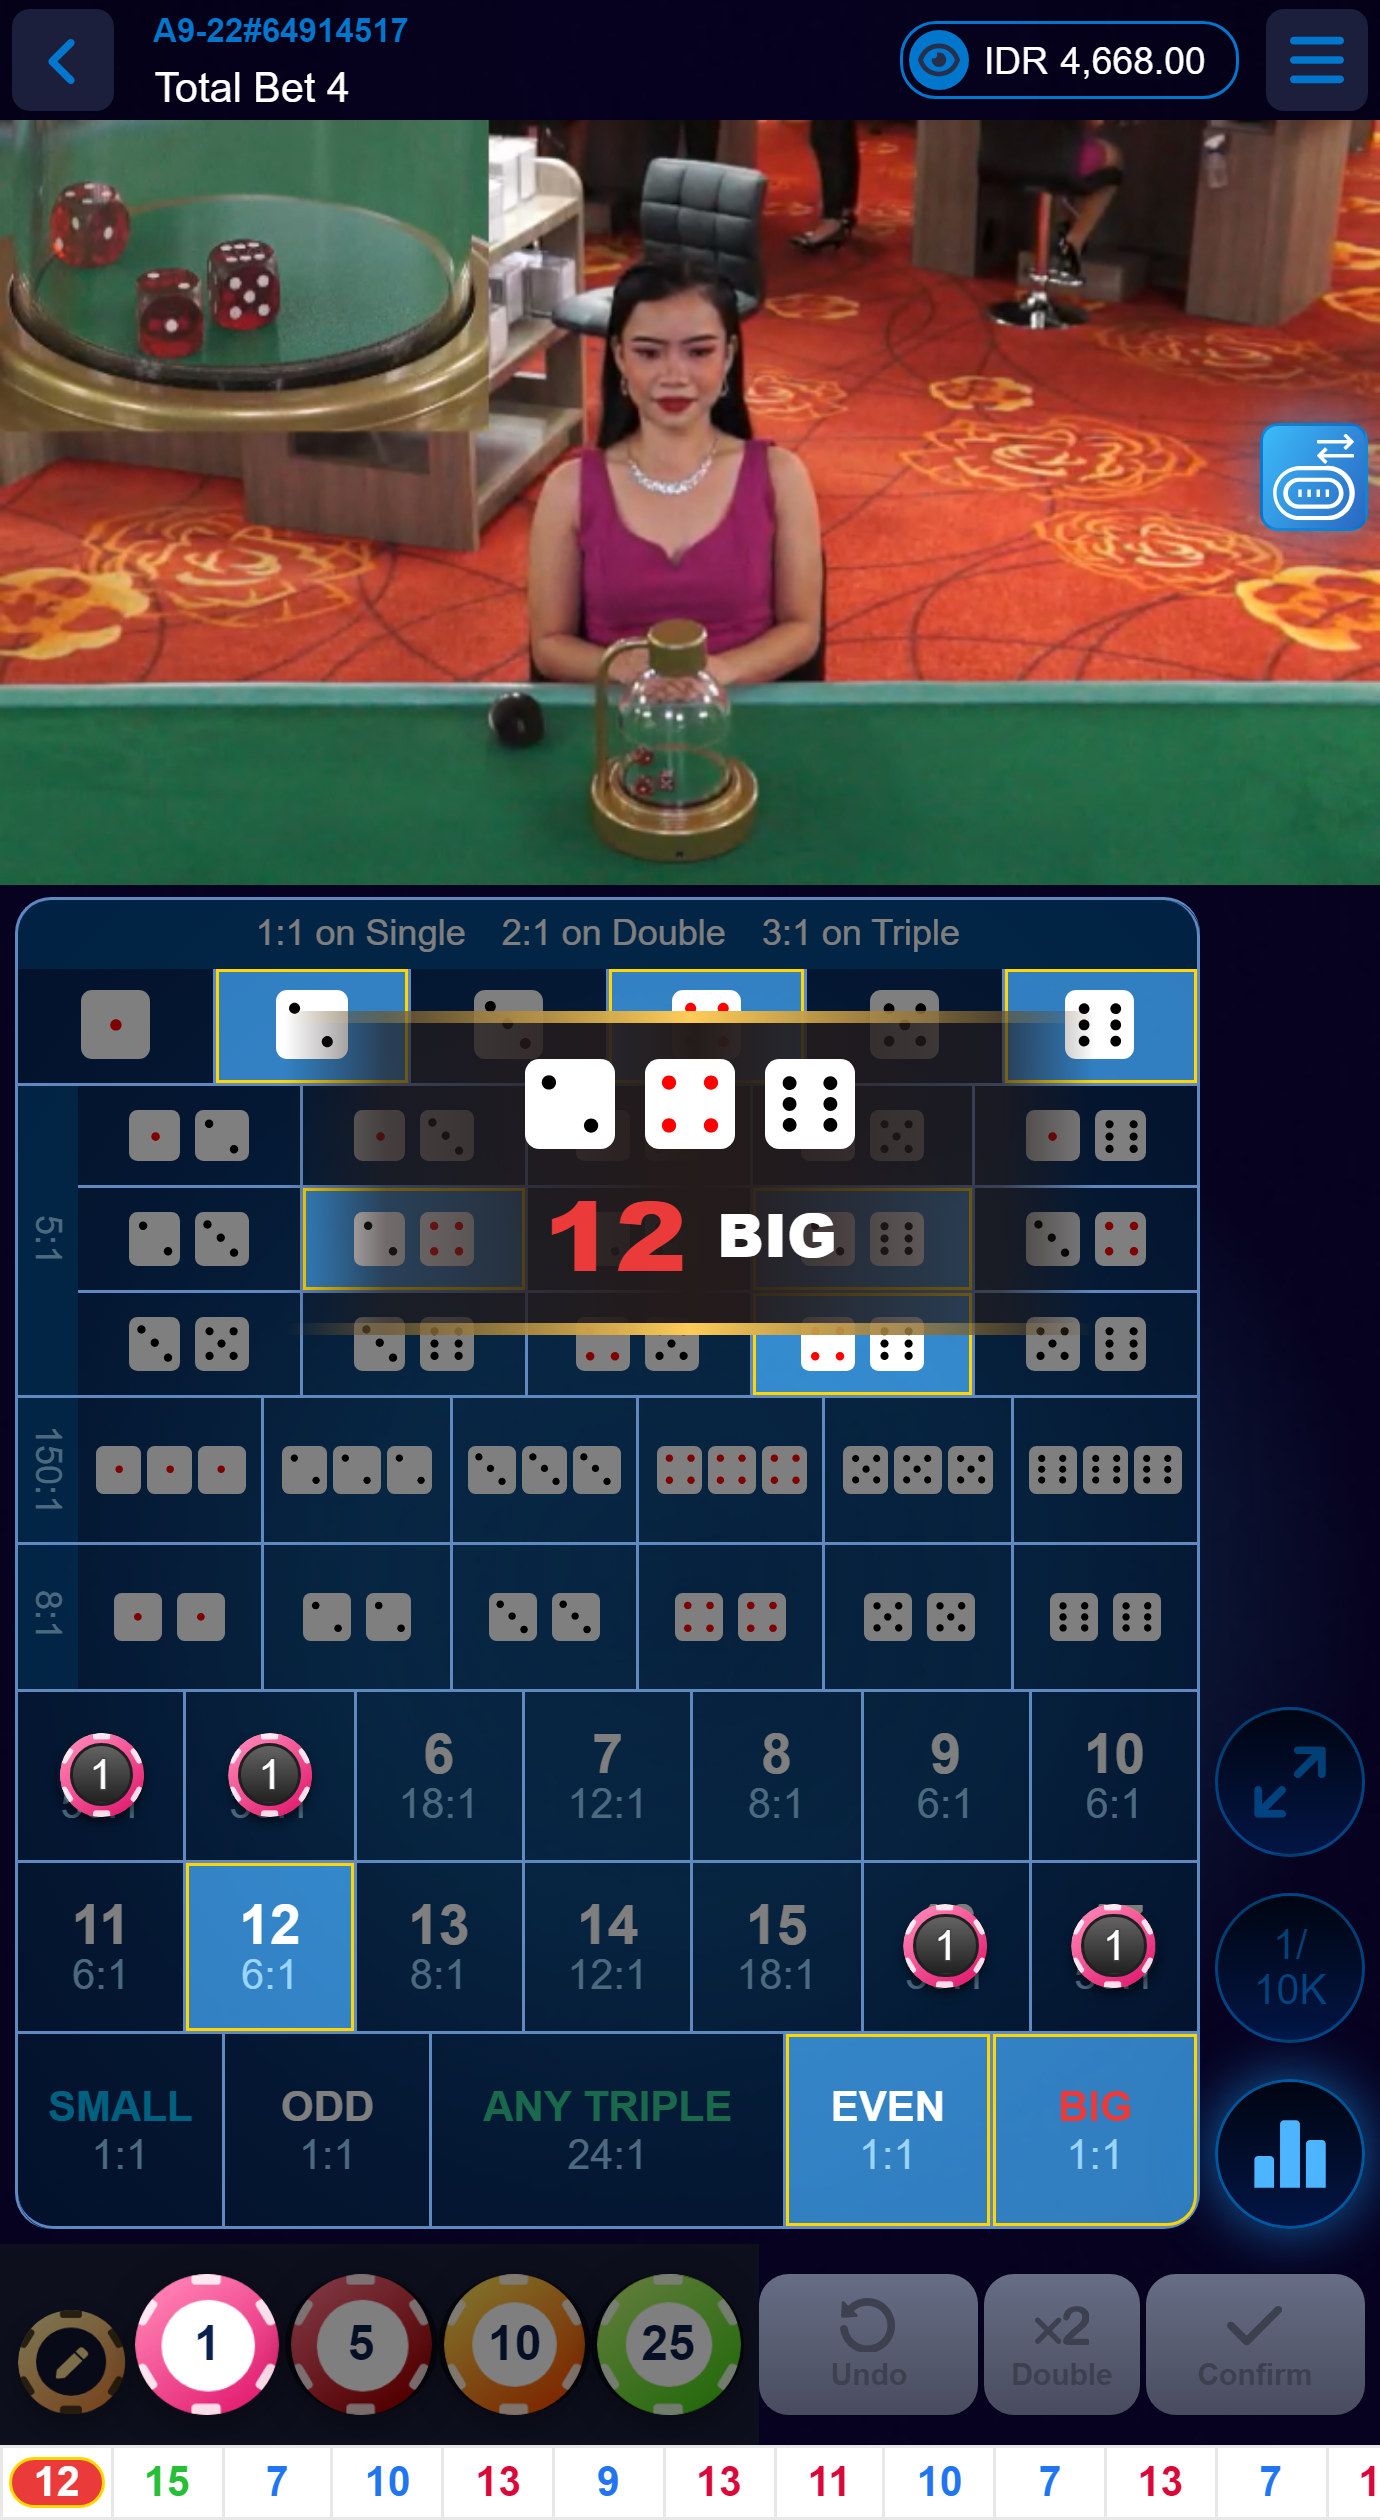 A9-22#64914517
Total Bet 4
IDR 4,668.00
1:1 on Single 2:1 on Double 3:1 on Triple
12 BIG
5:1
150:1
8:1
1 1 6 7 8 9 10
18:1 12:1 8:1 6:1 6:1
11 12 13 14 15 1 1
6:1 6:1 8:1 12:1 18:1
1/
10K
SMALL ODD ANY TRIPLE EVEN BIG
1:1 1:1 24:1 1:1 1:1
1 5 10 25
x2
Undo Double Confirm
12 15 7 10 13 9 13 11 10 7 13 7